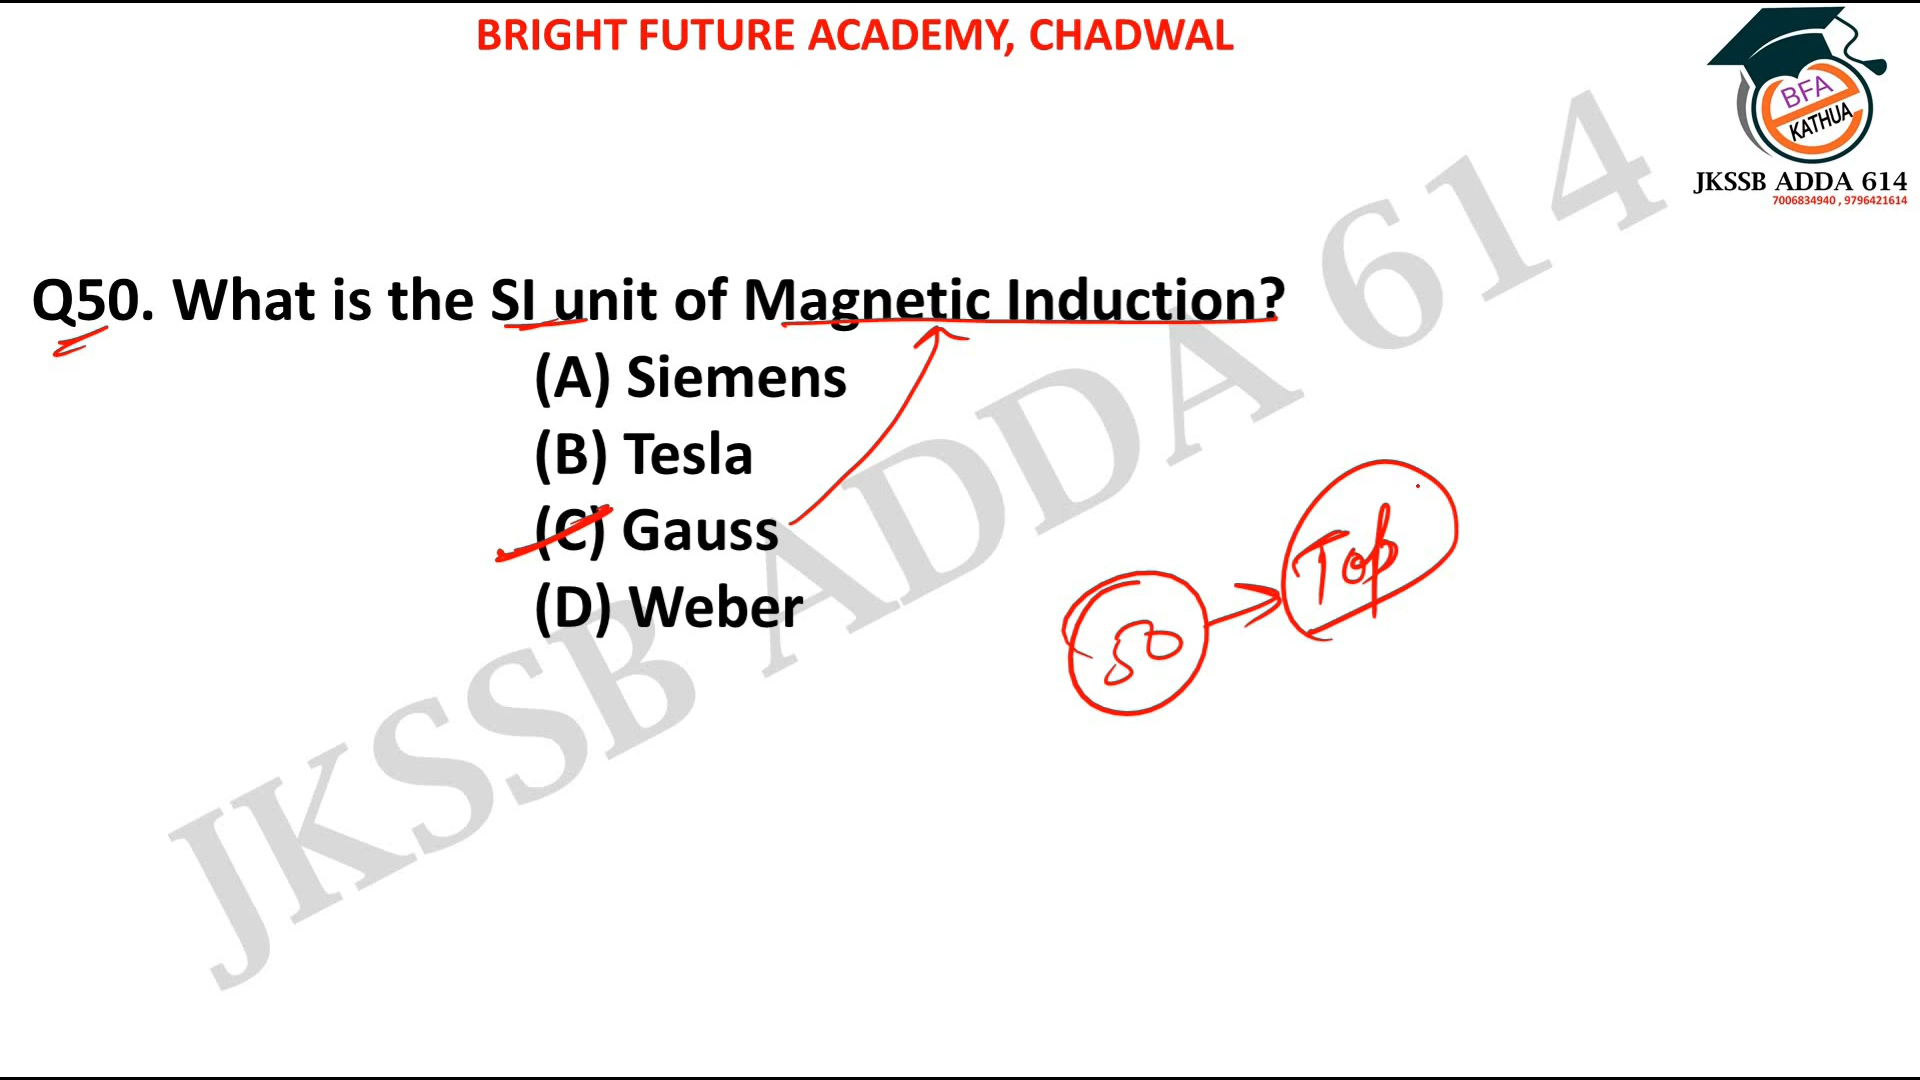 BRIGHT FUTURE ACADEMY, CHADWAL
BFA
KATHUA
JKSSB ADDA 614
7006834940 , 9796421614
Q50. What is the SI unit of Magnetic Induction?
(A) Siemens
(B) Tesla
(C) Gauss
(D) Weber
50
Top
JKSSB ADDA 614